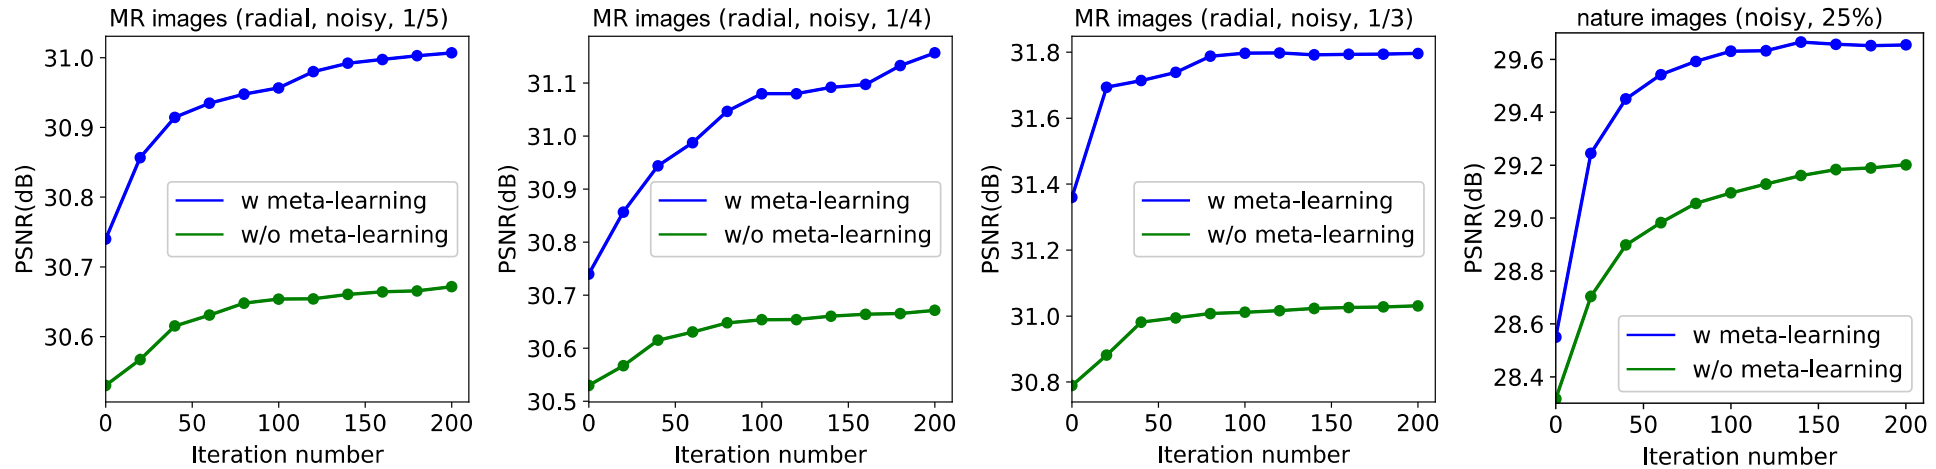 MR images (radial, noisy, 1/5)
31.0
30.9
30.8
30.7
30.6
PSNR(dB)
w meta-learning
w/o meta-learning
0 50 100 150 200
Iteration number
MR images (radial, noisy, 1/4)
31.1
31.0
30.9
30.8
30.7
30.6
30.5
PSNR(dB)
w meta-learning
w/o meta-learning
0 50 100 150 200
Iteration number
MR images (radial, noisy, 1/3)
31.8
31.6
31.4
31.2
31.0
30.8
PSNR(dB)
w meta-learning
w/o meta-learning
0 50 100 150 200
Iteration number
nature images (noisy, 25%)
29.6
29.4
29.2
29.0
28.8
28.6
28.4
PSNR(dB)
w meta-learning
w/o meta-learning
0 50 100 150 200
Iteration number